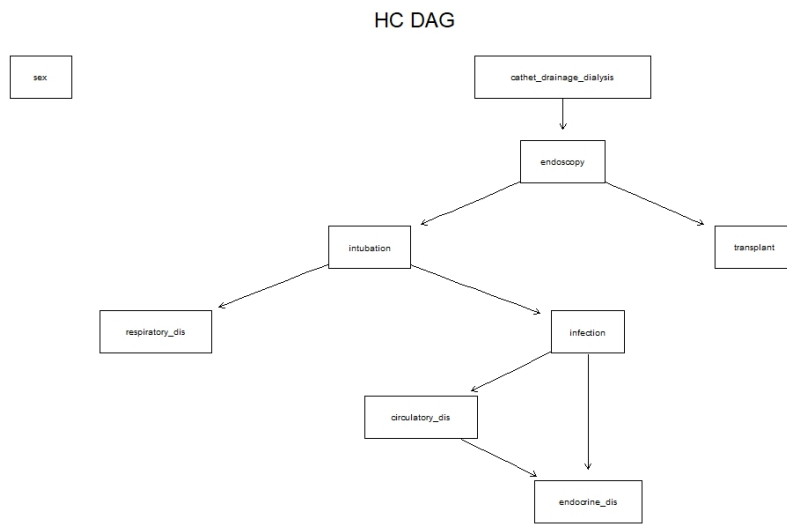 HC DAG
sex
cathet_drainage_dialysis
endoscopy
intubation
transplant
respiratory_dis
infection
circulatory_dis
endocrine_dis